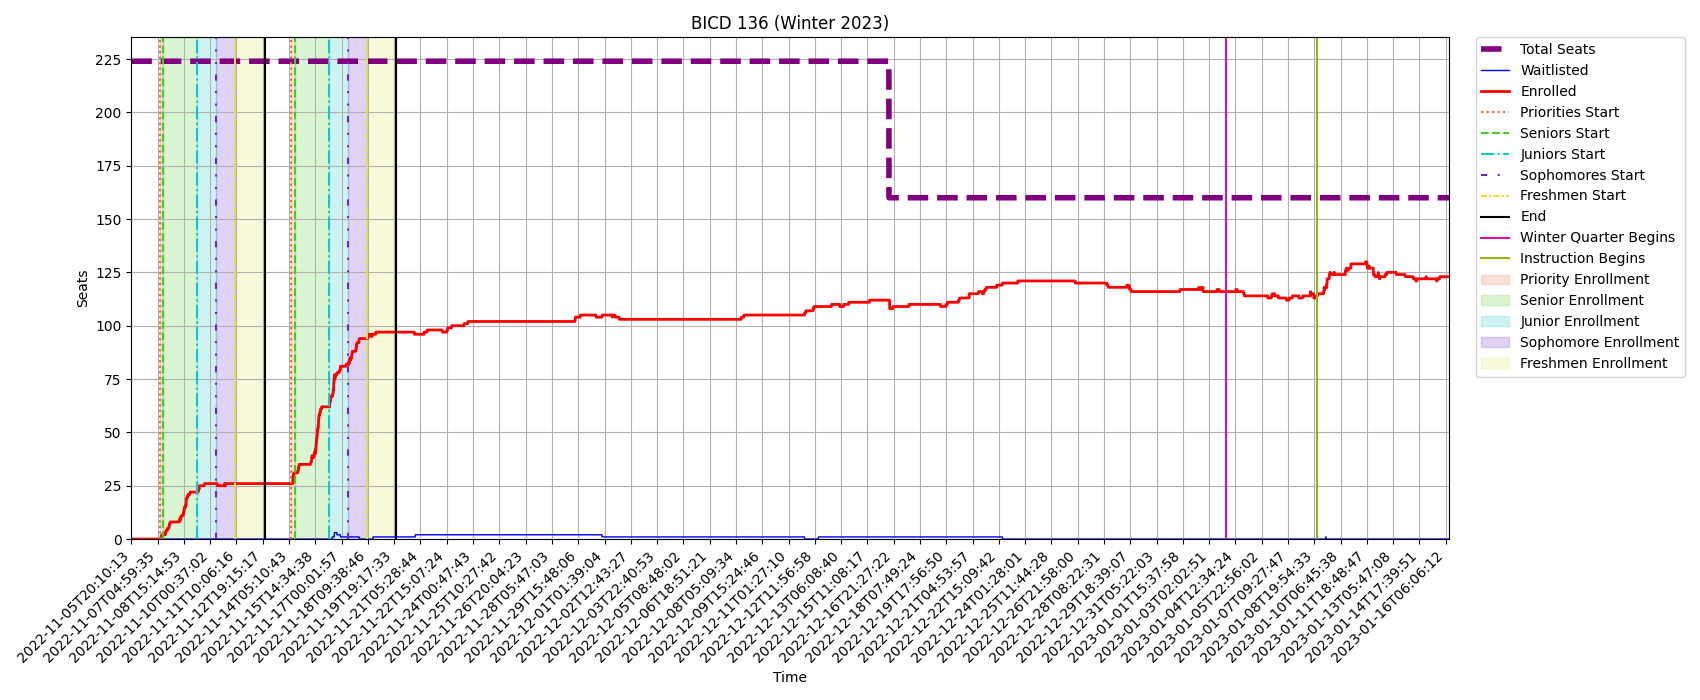 BICD 136 (Winter 2023)
Seats
225
200
175
150
125
100
75
50
25
0
2022-11-05T20:10:13
2022-11-07T04:59:35
2022-11-08T15:14:53
2022-11-10T00:37:02
2022-11-11T10:06:16
2022-11-12T19:15:17
2022-11-14T05:10:43
2022-11-15T14:34:38
2022-11-17T00:01:57
2022-11-18T09:38:46
2022-11-19T19:17:33
2022-11-21T05:28:44
2022-11-22T15:07:24
2022-11-24T00:47:43
2022-11-25T10:27:42
2022-11-26T20:04:23
2022-11-28T05:47:03
2022-11-29T15:48:06
2022-12-01T01:39:04
2022-12-02T12:43:27
2022-12-03T22:40:53
2022-12-05T08:48:02
2022-12-06T18:51:21
2022-12-08T05:09:34
2022-12-09T15:24:46
2022-12-11T01:27:10
2022-12-12T11:56:58
2022-12-13T06:08:40
2022-12-15T11:08:17
2022-12-16T21:27:22
2022-12-18T07:49:24
2022-12-19T17:56:50
2022-12-21T04:53:57
2022-12-22T15:09:42
2022-12-24T01:28:01
2022-12-25T11:44:28
2022-12-26T21:58:00
2022-12-28T08:22:31
2022-12-29T18:39:07
2022-12-31T05:22:03
2023-01-01T15:37:58
2023-01-03T02:02:51
2023-01-04T12:34:24
2023-01-05T22:56:02
2023-01-07T09:27:47
2023-01-08T19:54:33
2023-01-10T06:45:38
2023-01-11T18:48:47
2023-01-13T05:47:08
2023-01-14T17:39:51
2023-01-16T06:06:12
Time
Total Seats
Waitlisted
Enrolled
Priorities Start
Seniors Start
Juniors Start
Sophomores Start
Freshmen Start
End
Winter Quarter Begins
Instruction Begins
Priority Enrollment
Senior Enrollment
Junior Enrollment
Sophomore Enrollment
Freshmen Enrollment